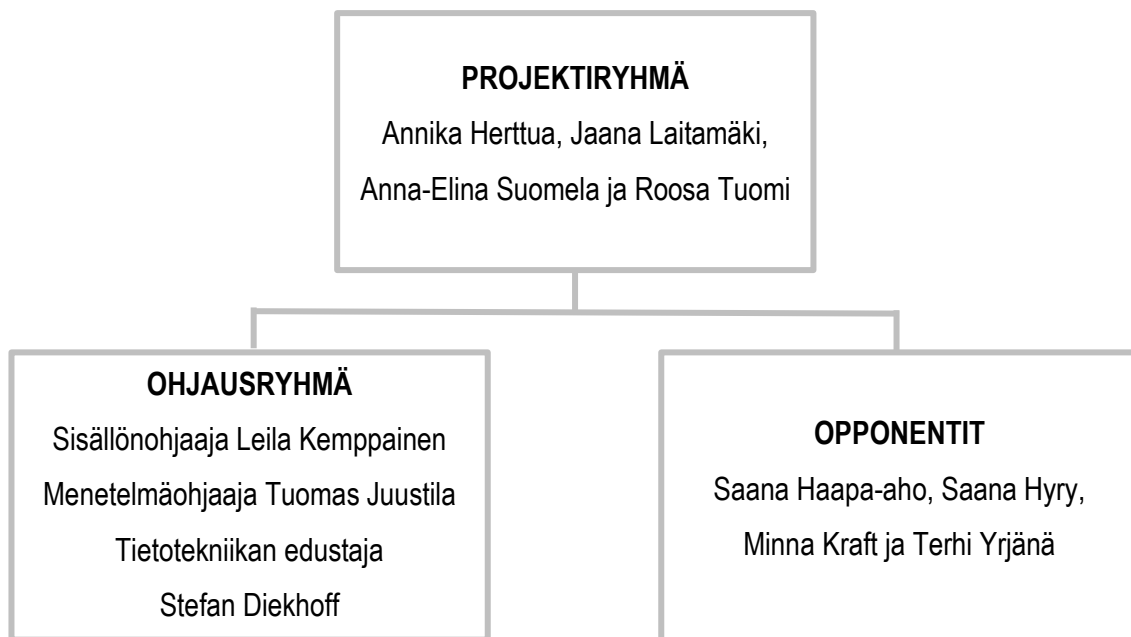 PROJEKTIRYHMÄ
Annika Herttua, Jaana Laitamäki,
Anna-Elina Suomela ja Roosa Tuomi
OHJAUSRYHMÄ
Sisällönohjaaja Leila Kemppainen
Menetelmäohjaaja Tuomas Juustila
Tietotekniikan edustaja
Stefan Diekhoff
OPPONENTIT
Saana Haapa-aho, Saana Hyry,
Minna Kraft ja Terhi Yrjänä